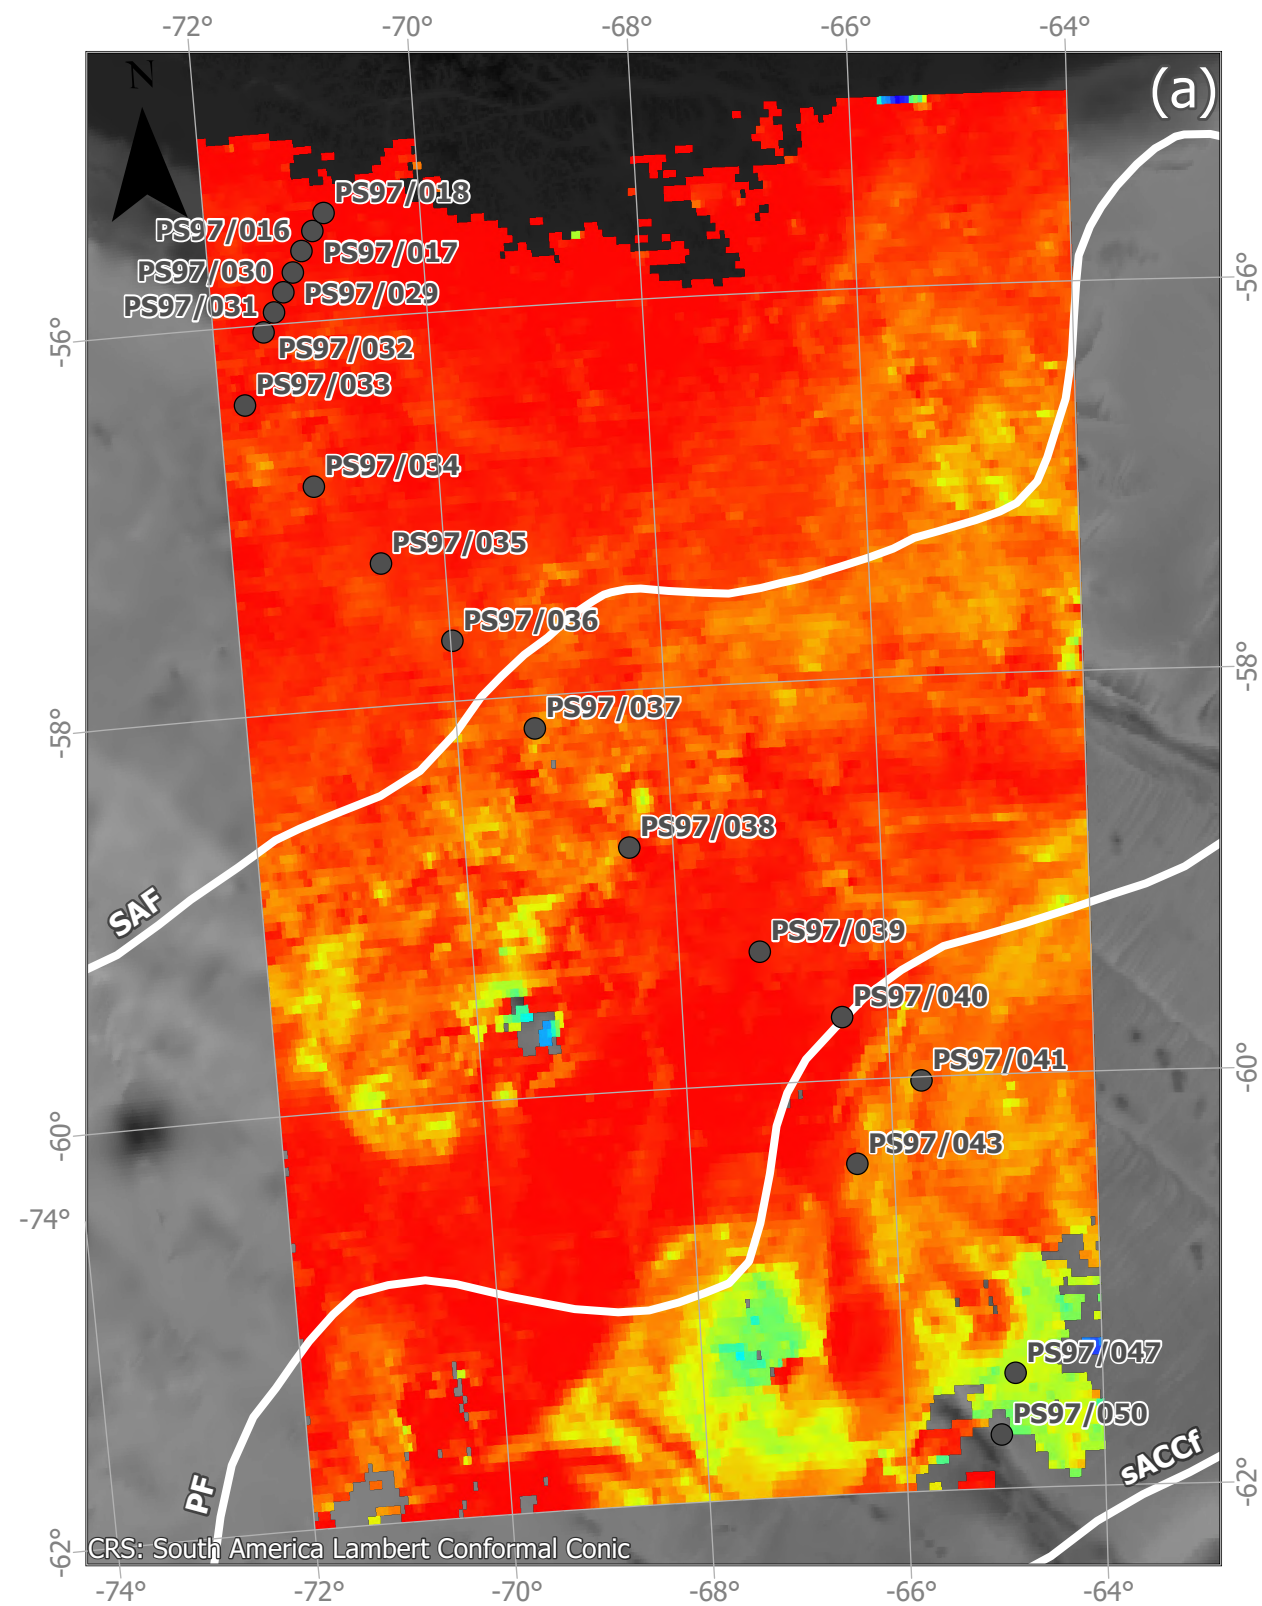 -72° -70° -68° -66° -64°
N
(a)
PS97/018
PS97/016
PS97/017
PS97/030
-56°
PS97/029
PS97/031
-56°
PS97/032
PS97/033
PS97/034
PS97/035
PS97/036
-58°
PS97/037
-58°
PS97/038
SAF
PS97/039
PS97/040
PS97/041
-60°
-60°
PS97/043
-74°
PS97/047
PS97/050
sACCf
-62°
PF
-62°
CRS: South America Lambert Conformal Conic
-74° -72° -70° -68° -66° -64°